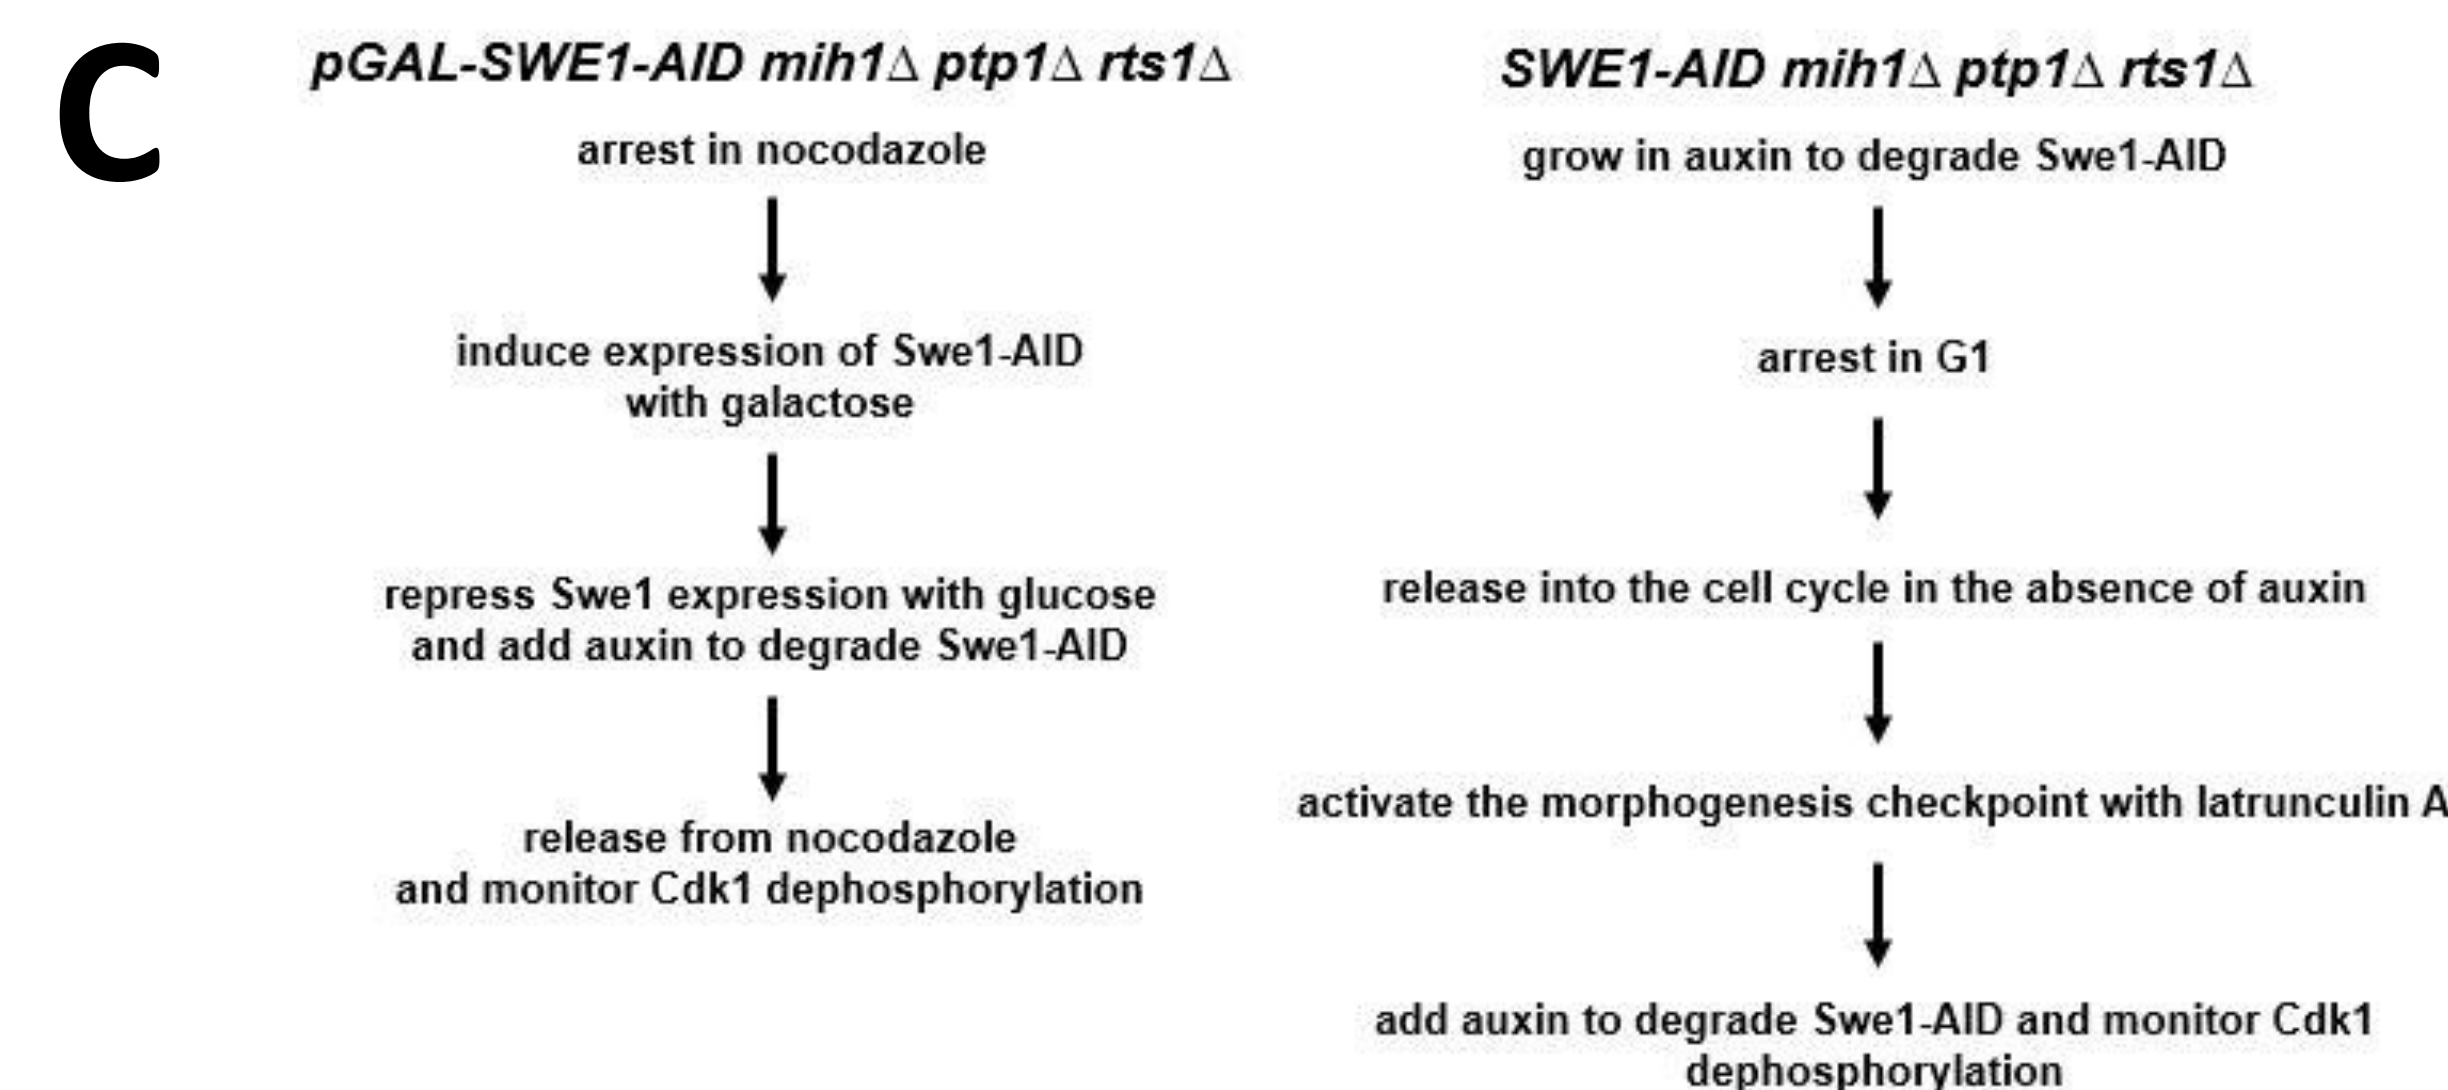 C
pGAL-SWE1-AID mih1Δ ptp1Δ rts1Δ
arrest in nocodazole
induce expression of Swe1-AID
with galactose
repress Swe1 expression with glucose
and add auxin to degrade Swe1-AID
release from nocodazole
and monitor Cdk1 dephosphorylation
SWE1-AID mih1Δ ptp1Δ rts1Δ
grow in auxin to degrade Swe1-AID
arrest in G1
release into the cell cycle in the absence of auxin
activate the morphogenesis checkpoint with latrunculin A
add auxin to degrade Swe1-AID and monitor Cdk1
dephosphorylation